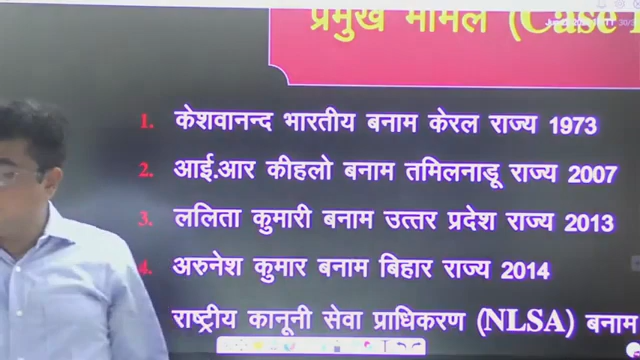 प्रमुख मामले (Case
1. केशवानन्द भारतीय बनाम केरल राज्य 1973
2. आई.आर कीहलो बनाम तमिलनाडू राज्य 2007
3. ललिता कुमारी बनाम उत्तर प्रदेश राज्य 2013
4. अरुनेश कुमार बनाम बिहार राज्य 2014
राष्ट्रीय कानूनी सेवा प्राधिकरण (NLSA) बनाम